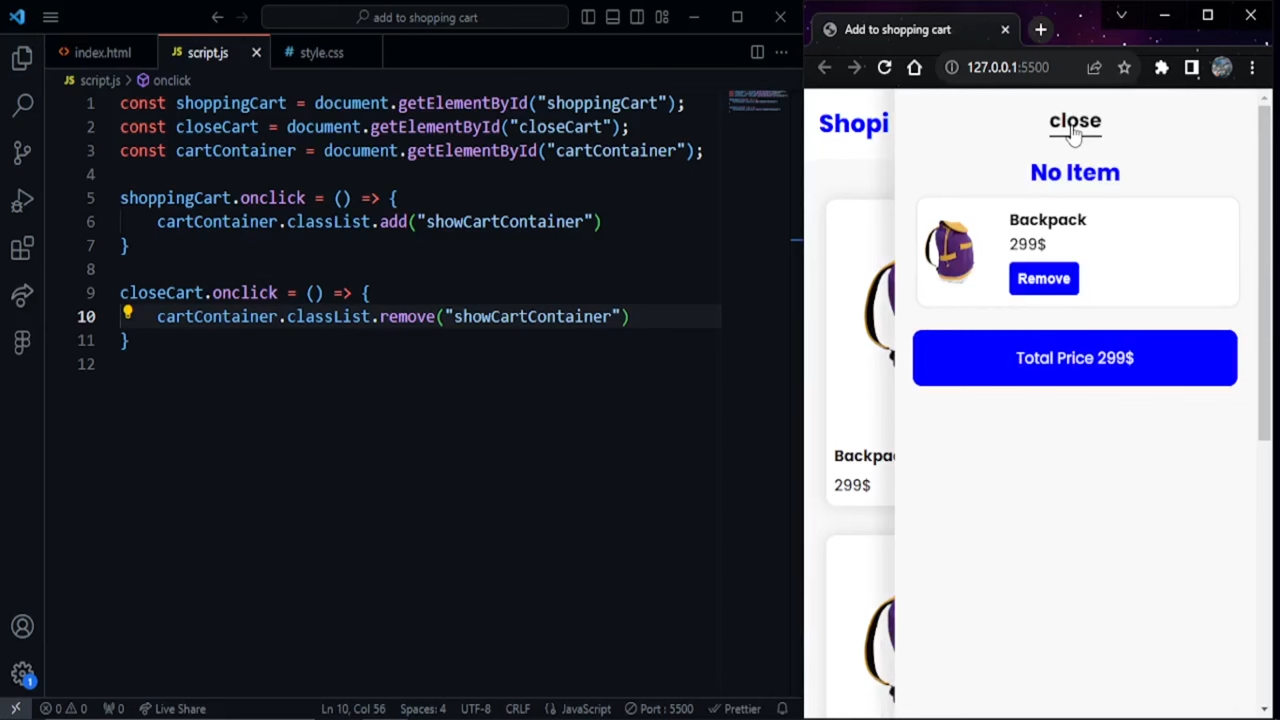 add to shopping cart
index.html
JS script.js
# style.css
JS script.js > onclick
1 const shoppingCart = document.getElementById("shoppingCart");
2 const closeCart = document.getElementById("closeCart");
3 const cartContainer = document.getElementById("cartContainer");
4
5 shoppingCart.onclick = () => {
6 cartContainer.classList.add("showCartContainer")
7 }
8
9 closeCart.onclick = () => {
10 cartContainer.classList.remove("showCartContainer")
11 }
12
1
0 0 0 Live Share Ln 10, Col 56 Spaces: 4 UTF-8 CRLF JavaScript Port : 5500 Prettier
Add to shopping cart
127.0.0.1:5500
Shopi
close
No Item
Backpack
299$
Remove
Total Price 299$
Backpa
299$